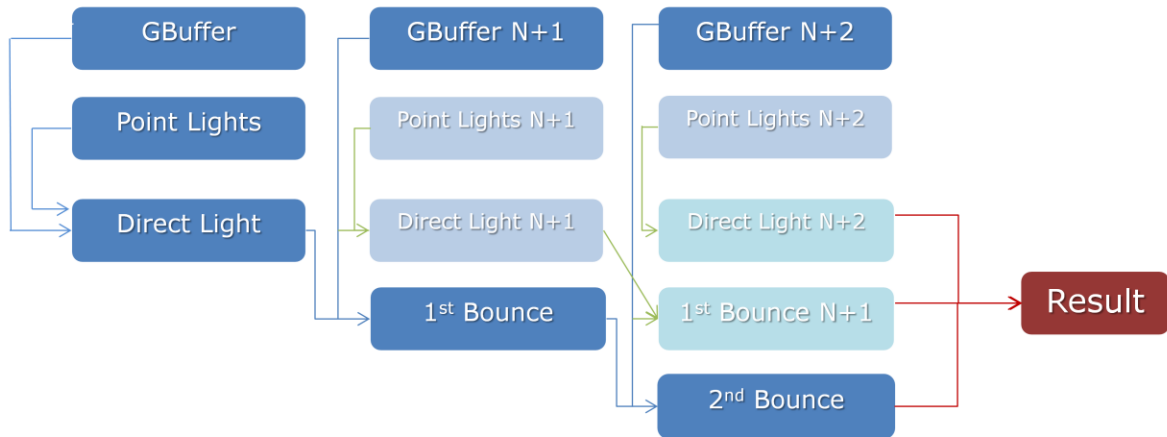 GBuffer
GBuffer N+1
GBuffer N+2
Point Lights
Point Lights N+1
Point Lights N+2
Direct Light
Direct Light N+1
Direct Light N+2
1st Bounce
1st Bounce N+1
Result
2nd Bounce